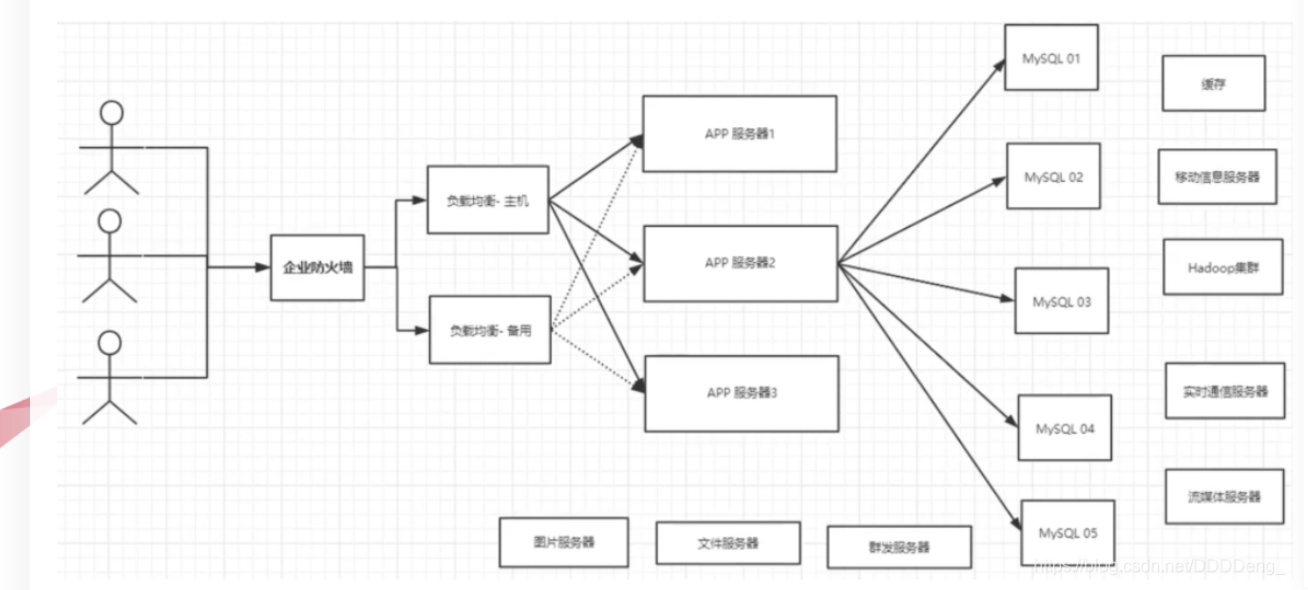 企业防火墙
负载均衡- 主机
负载均衡- 备用
APP 服务器1
APP 服务器2
APP 服务器3
MySQL 01
MySQL 02
MySQL 03
MySQL 04
MySQL 05
缓存
移动信息服务器
Hadoop集群
实时通信服务器
流媒体服务器
图片服务器
文件服务器
群发服务器
https://blog.csdn.net/DDDDeng_